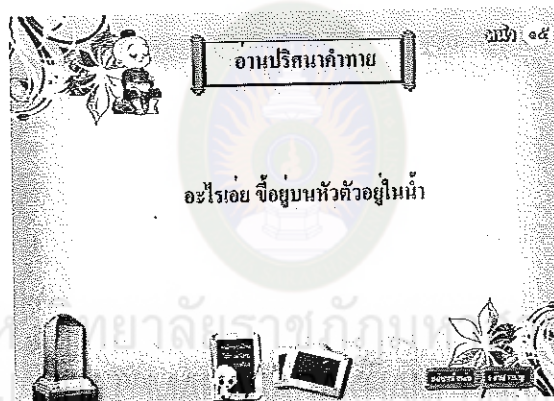 หน้า ๑๕
อ่านปริศนาคำทาย
อะไรเอ่ย ขี้อยู่บนหัวตัวอยู่ในน้ำ